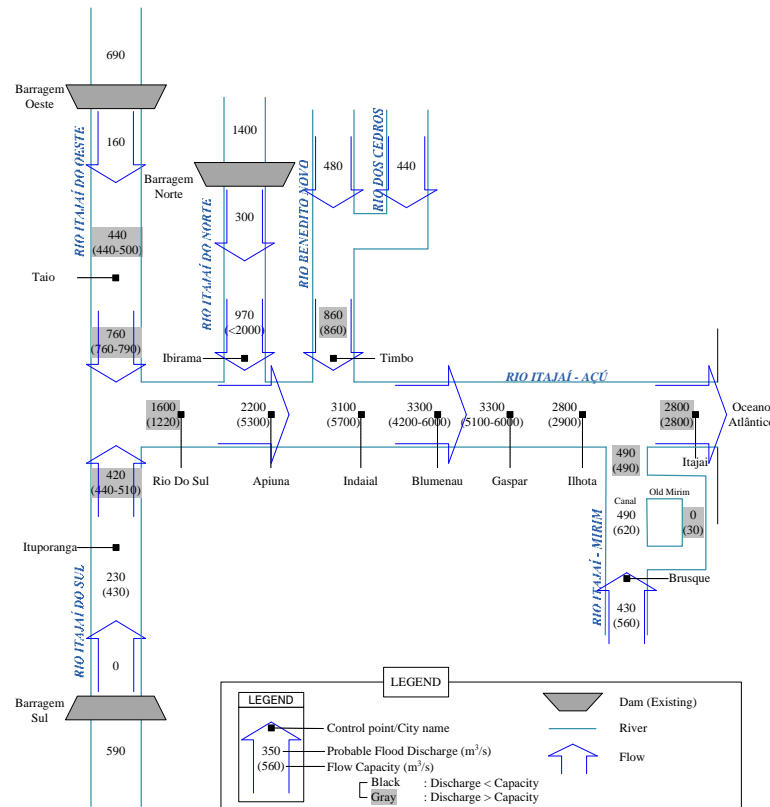 690
Barragem
Oeste
160
RIO ITAJAÍ DO OESTE
440
(440-500)
Taio
760
(760-790)
1400
Barragem
Norte
300
RIO ITAJAÍ DO NORTE
970
(<2000)
Ibirama
480
RIO BENEDITO NOVO
RIO DOS CEDROS
440
860
(860)
Timbo
RIO ITAJAÍ - AÇÚ
1600
(1220)
Rio Do Sul
2200
(5300)
Apiuna
3100
(5700)
Indaial
3300
(4200-6000)
Blumenau
3300
(5100-6000)
Gaspar
2800
(2900)
Ilhota
2800
(2800)
Itajai
Oceano
Atlântico
420
(440-510)
Ituporanga
230
(430)
RIO ITAJAÍ DO SUL
0
Barragem
Sul
590
490
(490)
Canal
490
(620)
Old Mirim
0
(30)
RIO ITAJAÍ - MIRIM
Brusque
430
(560)
LEGEND
LEGEND
Control point/City name
350 Probable Flood Discharge (m³/s)
(560) Flow Capacity (m³/s)
Black : Discharge < Capacity
Gray : Discharge > Capacity
Dam (Existing)
River
Flow